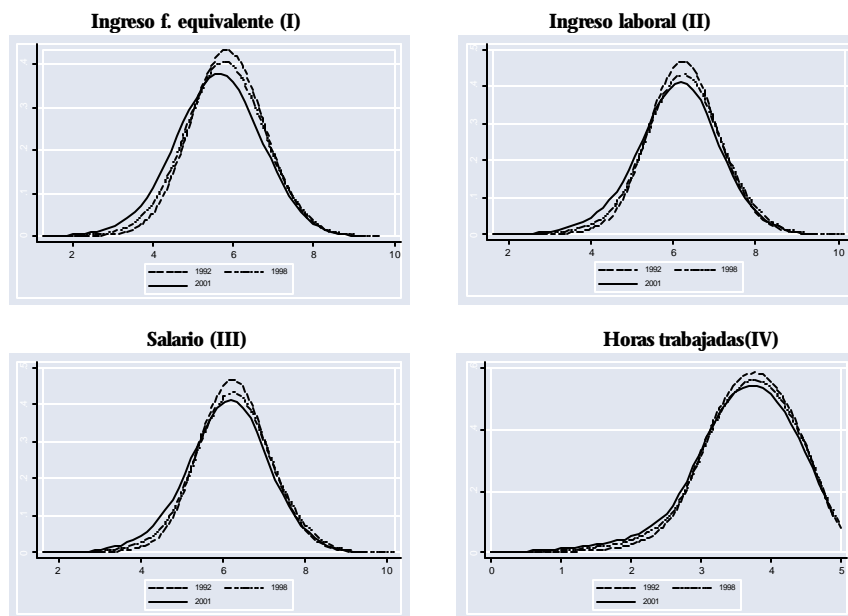 Ingreso f. equivalente (I)
2 4 6 8 10
1992 1998
2001
Ingreso laboral (II)
2 4 6 8 10
1992 1998
2001
Salario (III)
2 4 6 8 10
1992 1998
2001
Horas trabajadas(IV)
0 1 2 3 4 5
1992 1998
2001